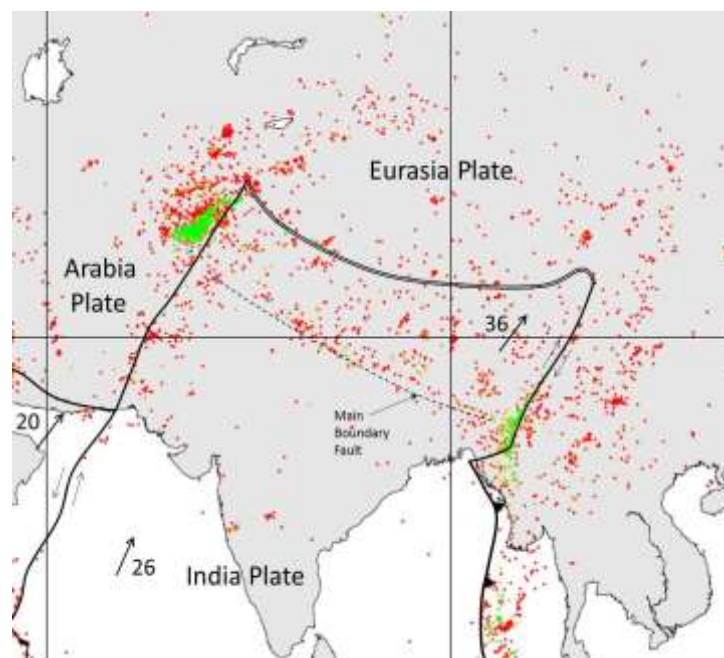 Eurasia Plate
Arabia
Plate
36
20
Main
Boundary
Fault
26
India Plate